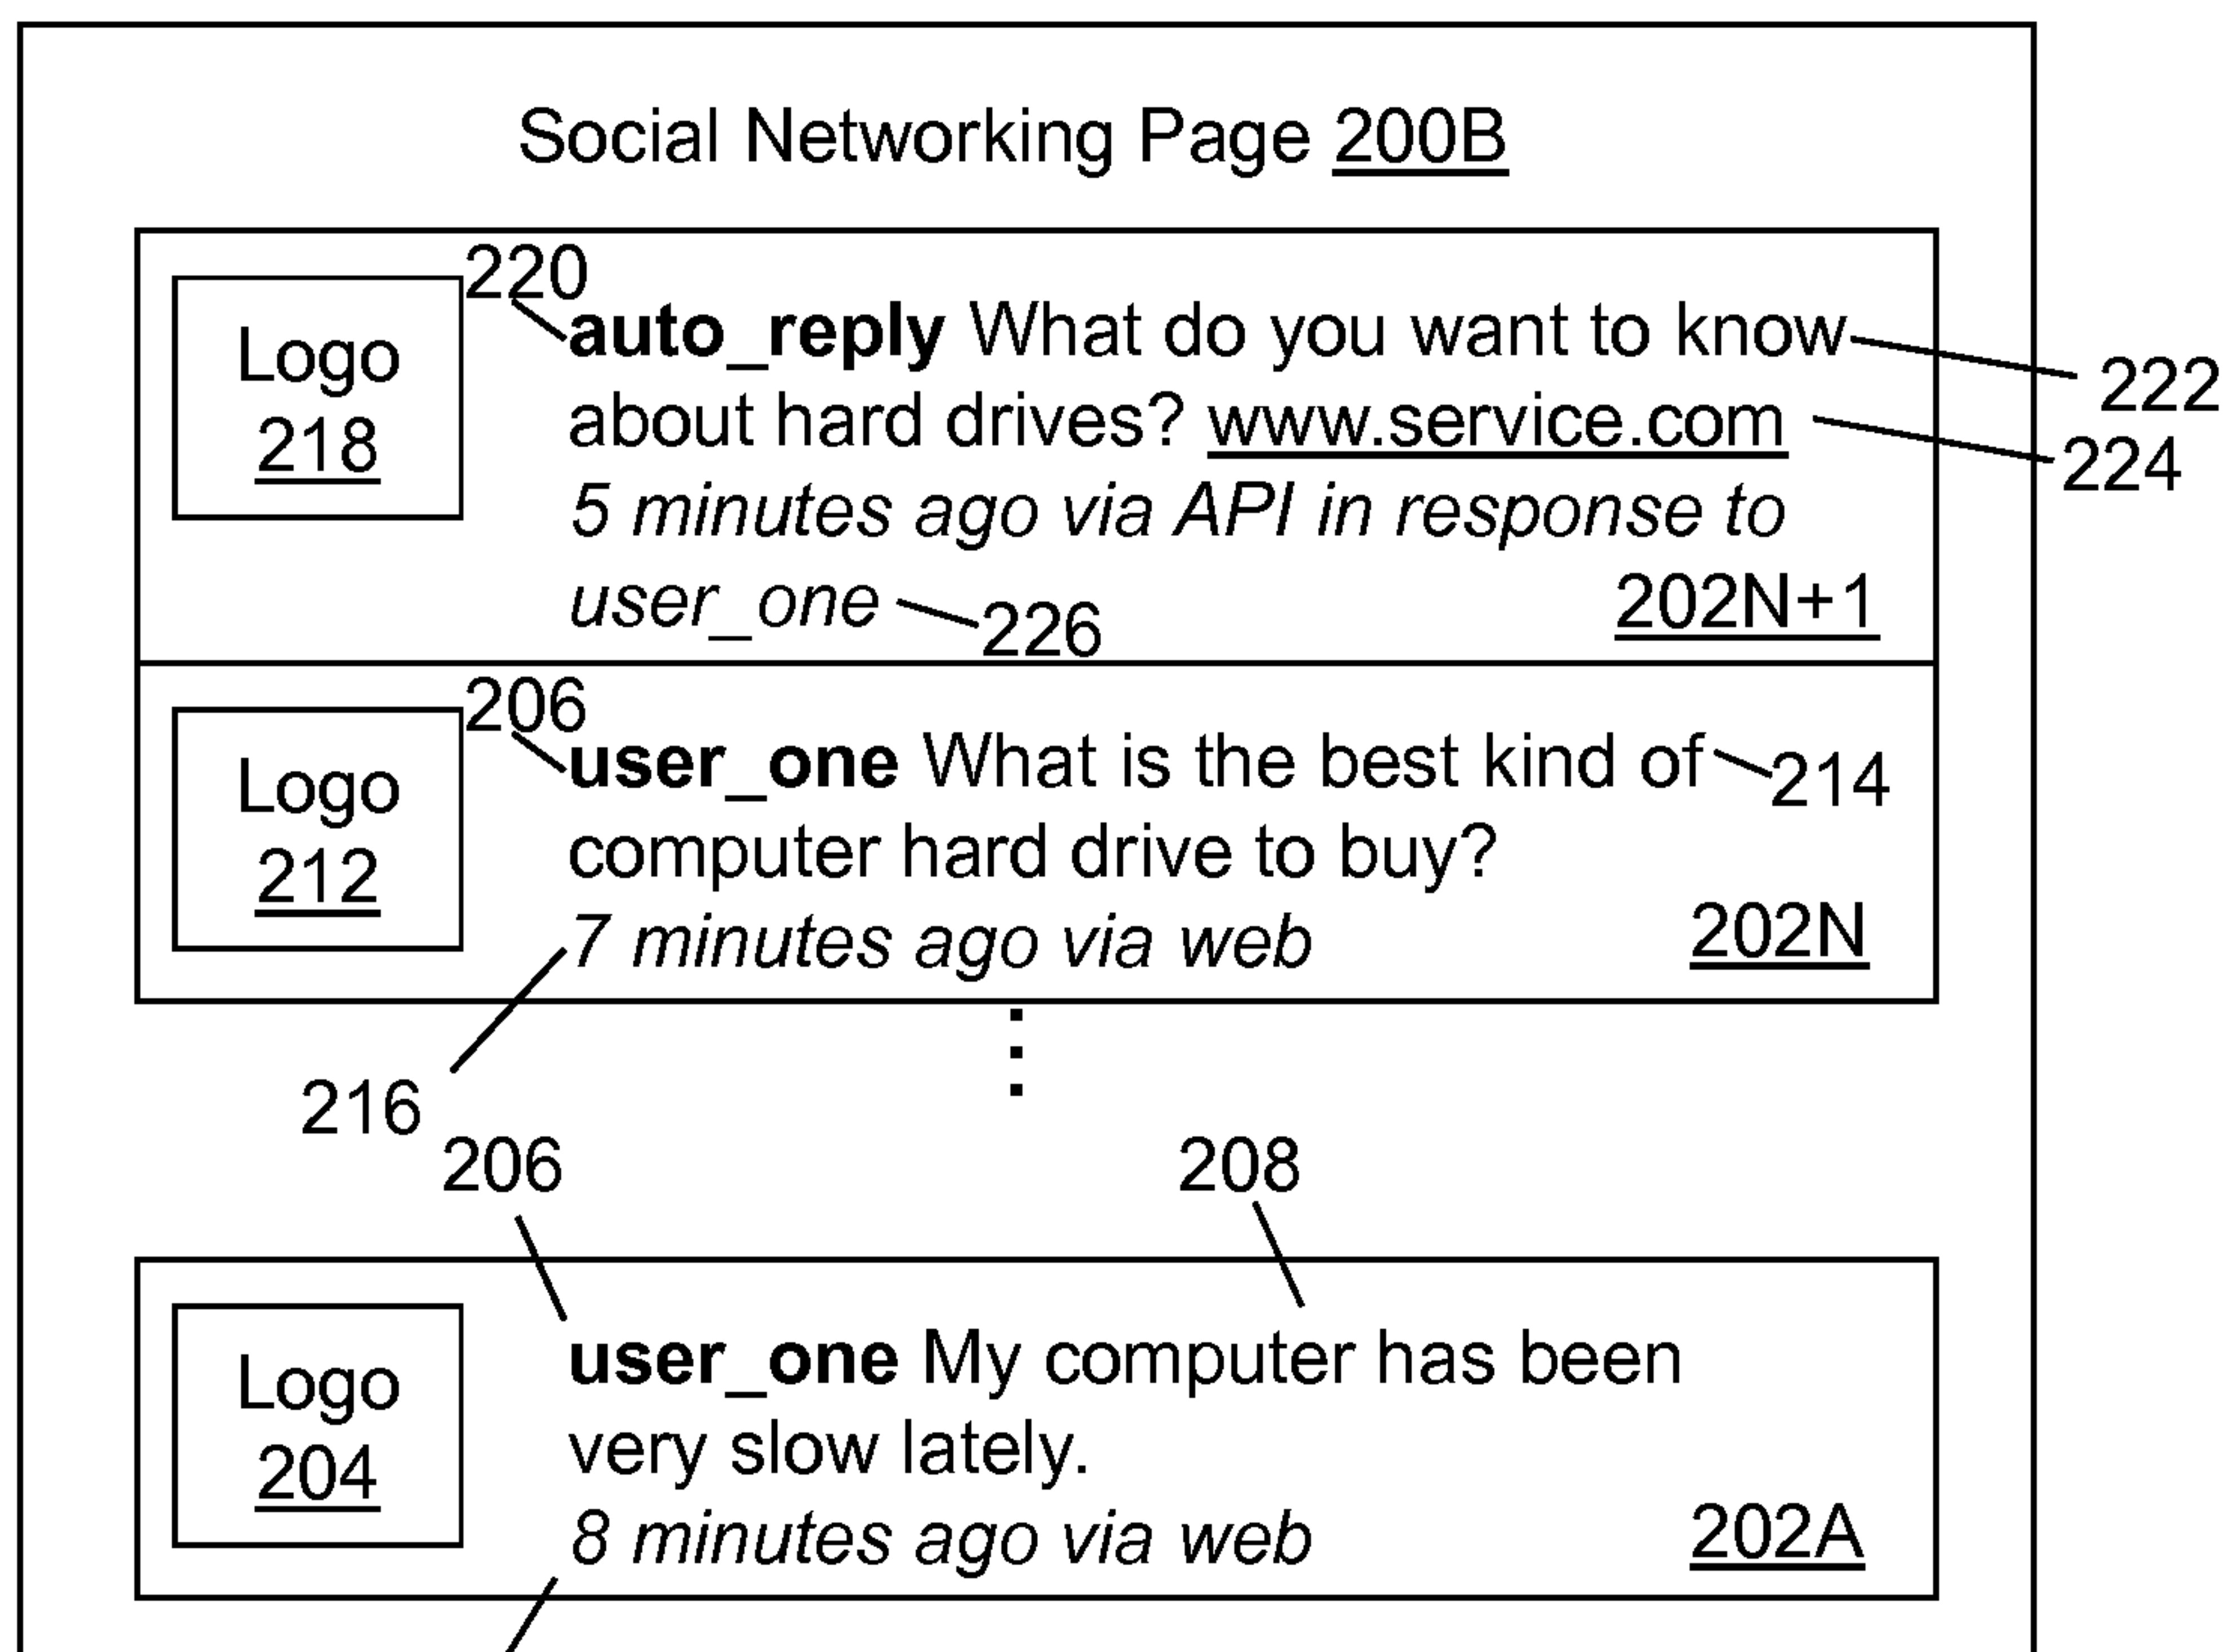 Social Networking Page 200B
220
Logo
218
auto_reply What do you want to know
222
about hard drives? www.service.com
224
5 minutes ago via API in response to
user_one
226
202N+1
206
Logo
212
user_one What is the best kind of
214
computer hard drive to buy?
7 minutes ago via web
202N
216
206
208
Logo
204
user_one My computer has been
very slow lately.
8 minutes ago via web
202A